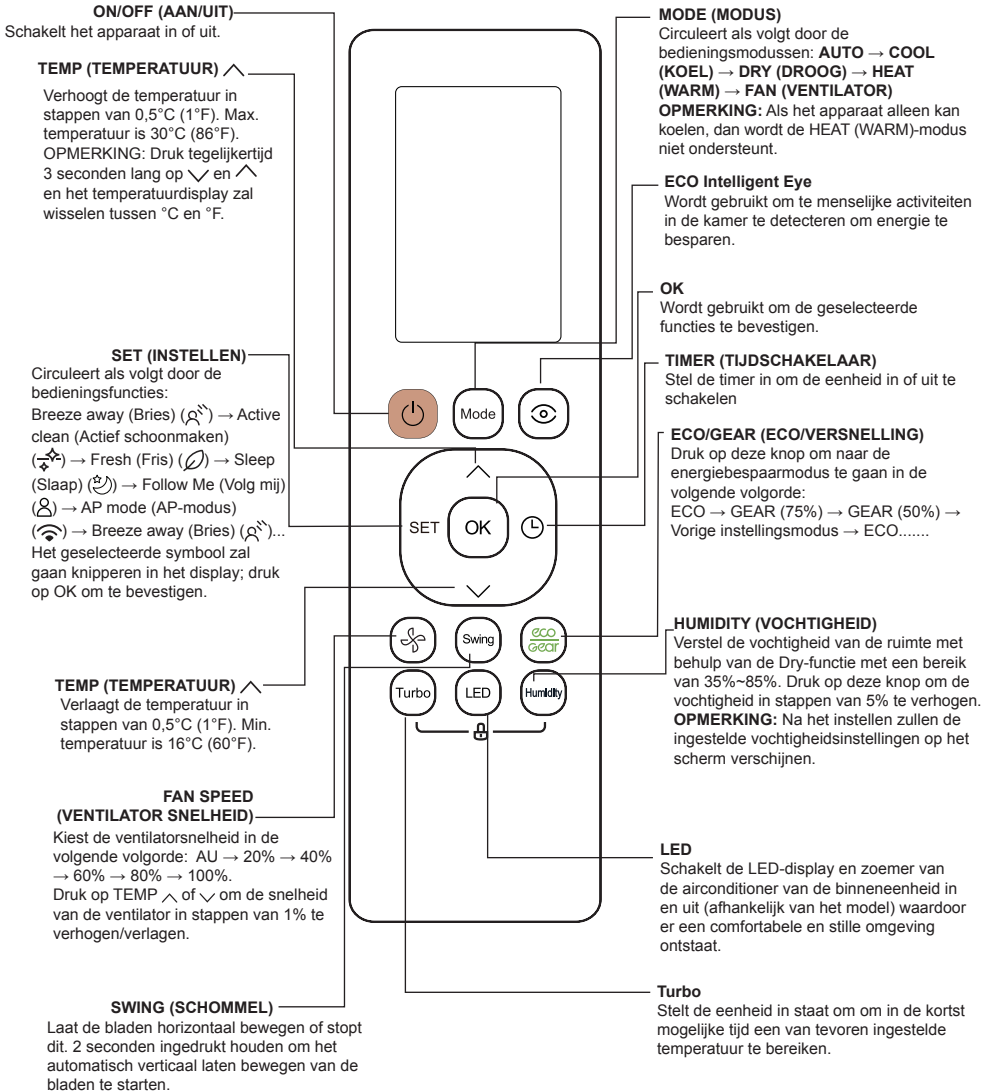 ON/OFF (AAN/UIT)
Schakelt het apparaat in of uit.
TEMP (TEMPERATUUR)
Verhoogt de temperatuur in
stappen van 0,5°C (1°F). Max.
temperatuur is 30°C (86°F).
OPMERKING: Druk tegelijkertijd
3 seconden lang op en
en het temperatuurdisplay zal
wisselen tussen °C en °F.
SET (INSTELLEN)
Circuleert als volgt door de
bedieningsfuncties:
Breeze away (Bries) ( ) → Active
clean (Actief schoonmaken)
( ) → Fresh (Fris) ( ) → Sleep
(Slaap) ( ) → Follow Me (Volg mij)
( ) → AP mode (AP-modus)
( ) → Breeze away (Bries) ( )...
Het geselecteerde symbool zal
gaan knipperen in het display; druk
op OK om te bevestigen.
TEMP (TEMPERATUUR)
Verlaagt de temperatuur in
stappen van 0,5°C (1°F). Min.
temperatuur is 16°C (60°F).
FAN SPEED
(VENTILATOR SNELHEID)
Kiest de ventilatorsnelheid in de
volgende volgorde: AU → 20% → 40%
→ 60% → 80% → 100%.
Druk op TEMP of om de snelheid
van de ventilator in stappen van 1% te
verhogen/verlagen.
SWING (SCHOMMEL)
Laat de bladen horizontaal bewegen of stopt
dit. 2 seconden ingedrukt houden om het
automatisch verticaal laten bewegen van de
bladen te starten.
Mode
SET
OK
Swing
eco
Gear
Turbo
LED
Humidity
MODE (MODUS)
Circuleert als volgt door de
bedieningsmodussen: AUTO → COOL
(KOEL) → DRY (DROOG) → HEAT
(WARM) → FAN (VENTILATOR)
OPMERKING: Als het apparaat alleen kan
koelen, dan wordt de HEAT (WARM)-modus
niet ondersteunt.
ECO Intelligent Eye
Wordt gebruikt om te menselijke activiteiten
in de kamer te detecteren om energie te
besparen.
OK
Wordt gebruikt om de geselecteerde
functies te bevestigen.
TIMER (TIJDSCHAKELAAR)
Stel de timer in om de eenheid in of uit te
schakelen
ECO/GEAR (ECO/VERSNELLING)
Druk op deze knop om naar de
energiebespaarmodus te gaan in de
volgende volgorde:
ECO → GEAR (75%) → GEAR (50%) →
Vorige instellingsmodus → ECO.......
HUMIDITY (VOCHTIGHEID)
Verstel de vochtigheid van de ruimte met
behulp van de Dry-functie met een bereik
van 35%~85%. Druk op deze knop om de
vochtigheid in stappen van 5% te verhogen.
OPMERKING: Na het instellen zullen de
ingestelde vochtigheidsinstellingen op het
scherm verschijnen.
LED
Schakelt de LED-display en zoemer van
de airconditioner van de binneneenheid in
en uit (afhankelijk van het model) waardoor
er een comfortabele en stille omgeving
ontstaat.
Turbo
Stelt de eenheid in staat om om in de kortst
mogelijke tijd een van tevoren ingestelde
temperatuur te bereiken.